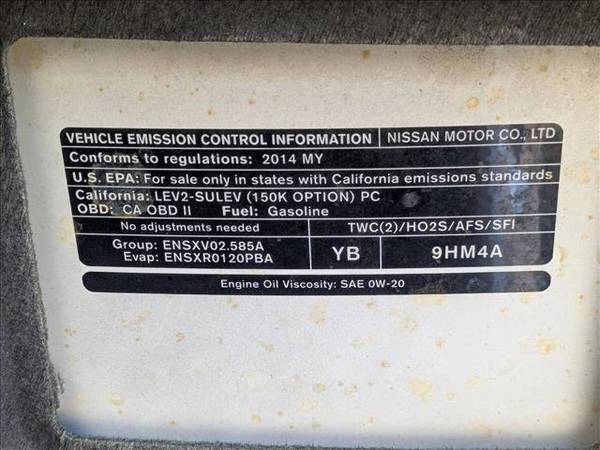 VEHICLE EMISSION CONTROL INFORMATION NISSAN MOTOR CO., LTD
Conforms to regulations: 2014 MY
U.S. EPA: For sale only in states with California emissions standards
California: LEV2-SULEV (150K OPTION) PC
OBD: CA OBD II Fuel: Gasoline
No adjustments needed TWC(2)/HO2S/AFS/SFI
Group: ENSXV02.585A
Evap: ENSXR0120PBA
YB
9HM4A
Engine Oil Viscosity: SAE 0W-20